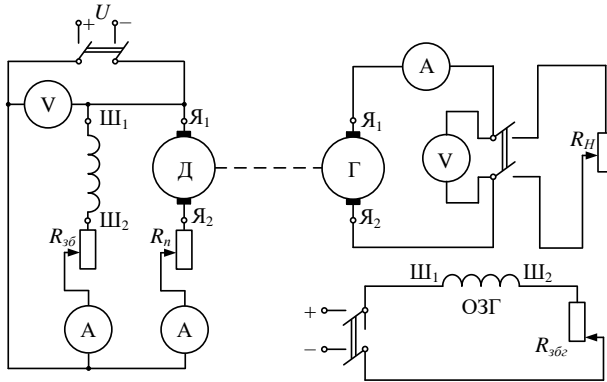 U
+ −
V
Ш1
Я1
Д
Ш2
Я2
Rзб
Rп
А
А
А
Я1
V
Г
Я2
RН
Ш1
Ш2
ОЗГ
+
−
Rзбг